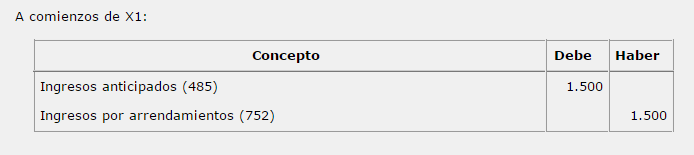 A comienzos de X1:
Concepto Debe Haber
Ingresos anticipados (485) 1.500
Ingresos por arrendamientos (752) 1.500